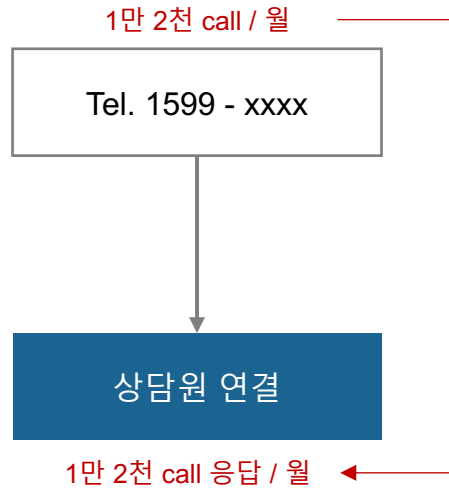 1만 2천 call / 월
Tel. 1599 - xxxx
상담원 연결
1만 2천 call 응답 / 월